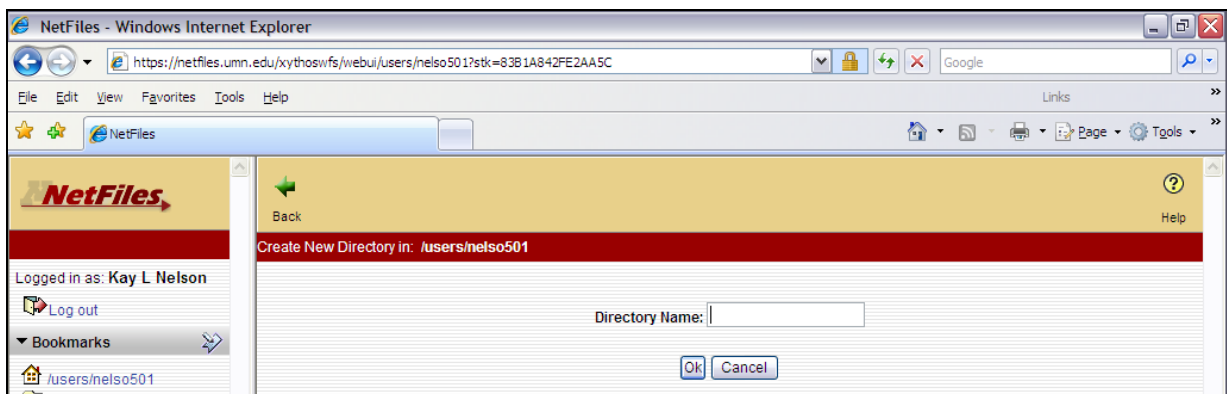 NetFiles - Windows Internet Explorer
https://netfiles.umn.edu/xythoswfs/webui/users/nelso501?stk=83B1A842FE2AA5C
Google
File Edit View Favorites Tools Help
Links »
NetFiles
Page Tools »
NetFiles
Back
Help
Create New Directory in: /users/nelso501
Logged in as: Kay L Nelson
Log out
Directory Name:
Bookmarks
Ok Cancel
/users/nelso501